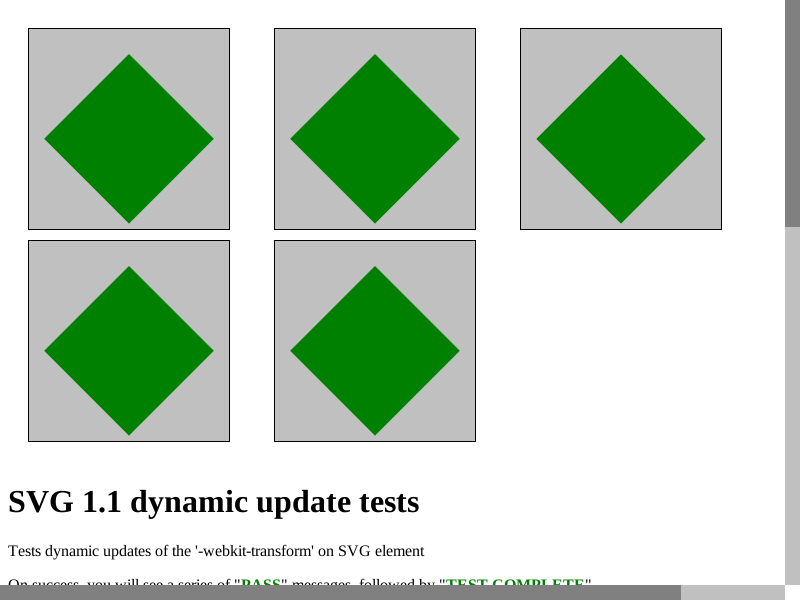 SVG 1.1 dynamic update tests
Tests dynamic updates of the '-webkit-transform' on SVG element
On success, you will see a series of "PASS" messages, followed by "TEST COMPLETE".